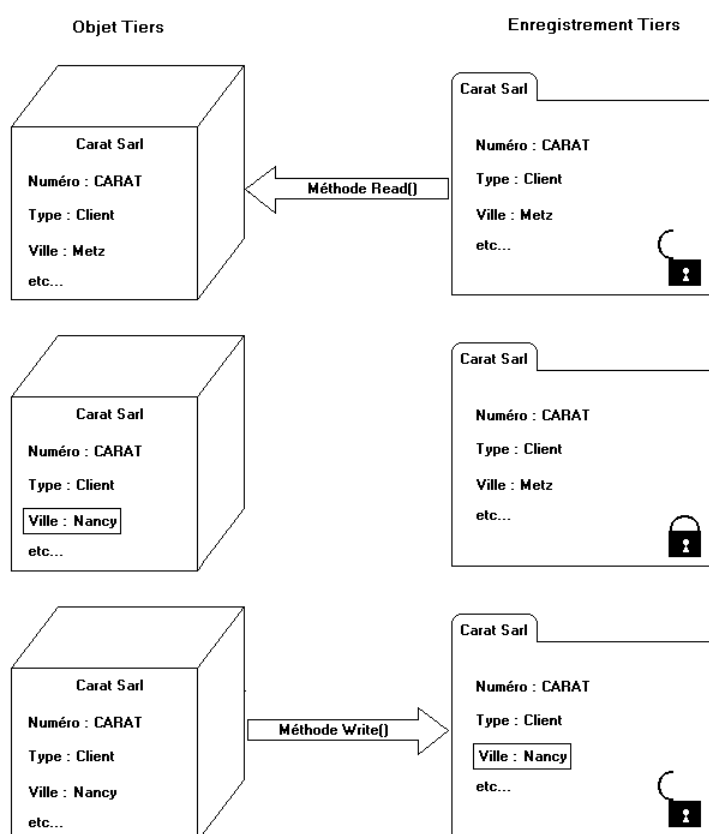 Objet Tiers
Enregistrement Tiers
Carat Sarl
Numéro : CARAT
Type : Client
Ville : Metz
etc...
Méthode Read()
Carat Sarl
Numéro : CARAT
Type : Client
Ville : Metz
etc...
Carat Sarl
Numéro : CARAT
Type : Client
Ville : Nancy
etc...
Carat Sarl
Numéro : CARAT
Type : Client
Ville : Metz
etc...
Carat Sarl
Numéro : CARAT
Type : Client
Ville : Nancy
etc...
Méthode Write()
Carat Sarl
Numéro : CARAT
Type : Client
Ville : Nancy
etc...